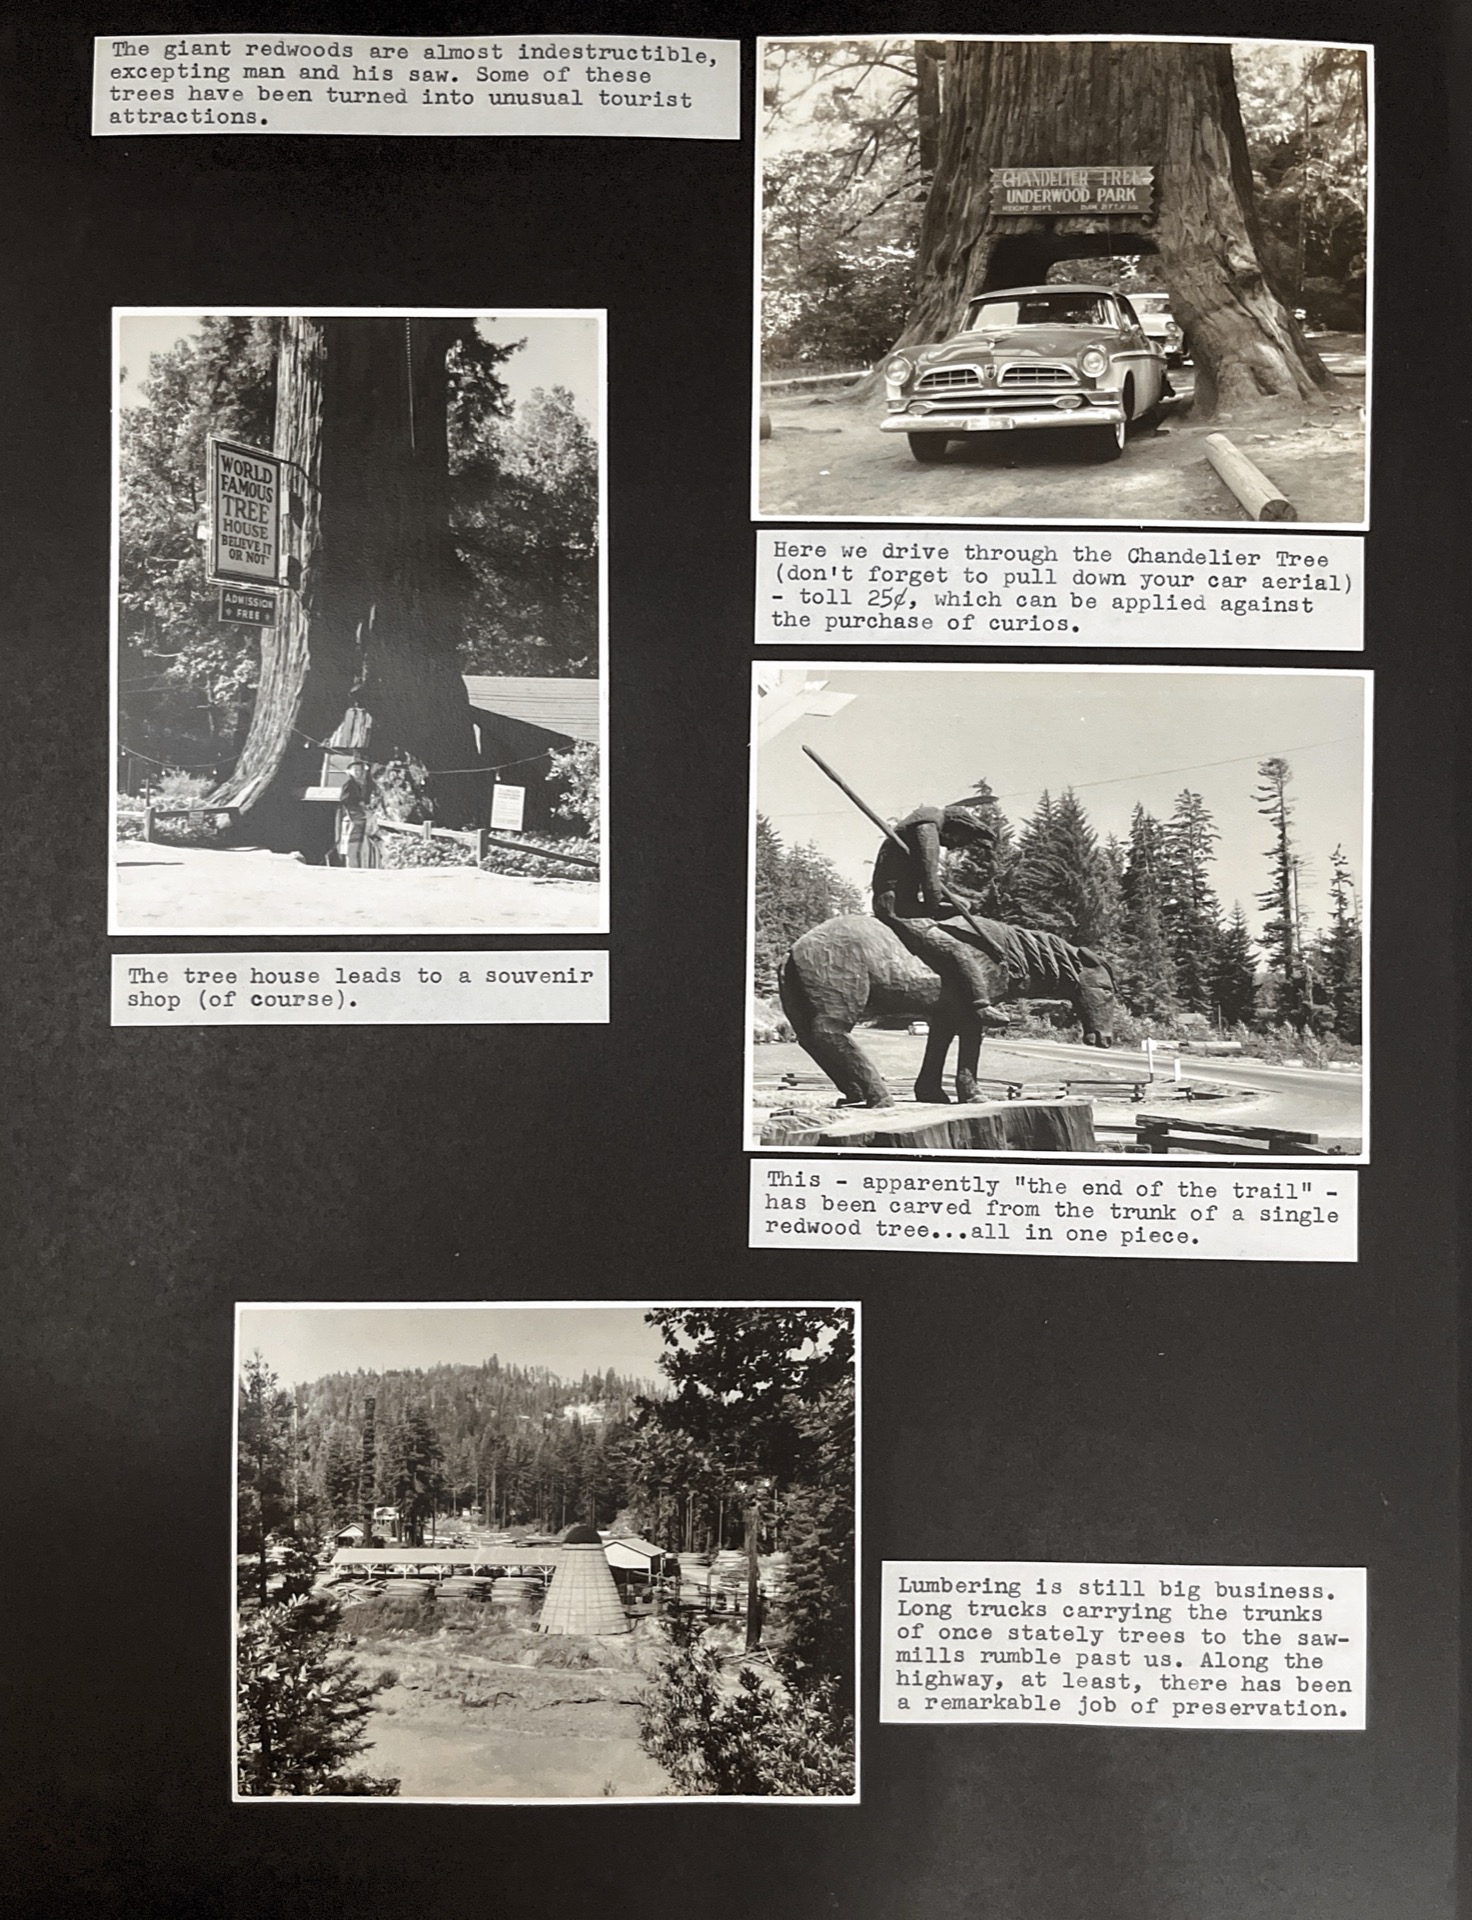 The giant redwoods are almost indestructible,
excepting man and his saw. Some of these
trees have been turned into unusual tourist
attractions.
CHANDELIER TREE
UNDERWOOD PARK
HEIGHT 315 FT.
DIAM. 21 FT.
Here we drive through the Chandelier Tree
(don't forget to pull down your car aerial)
- toll 25¢, which can be applied against
the purchase of curios.
WORLD
FAMOUS
TREE
HOUSE
BELIEVE IT
OR NOT
ADMISSION
FREE
The tree house leads to a souvenir
shop (of course).
This - apparently "the end of the trail" -
has been carved from the trunk of a single
redwood tree...all in one piece.
Lumbering is still big business.
Long trucks carrying the trunks
of once stately trees to the saw-
mills rumble past us. Along the
highway, at least, there has been
a remarkable job of preservation.